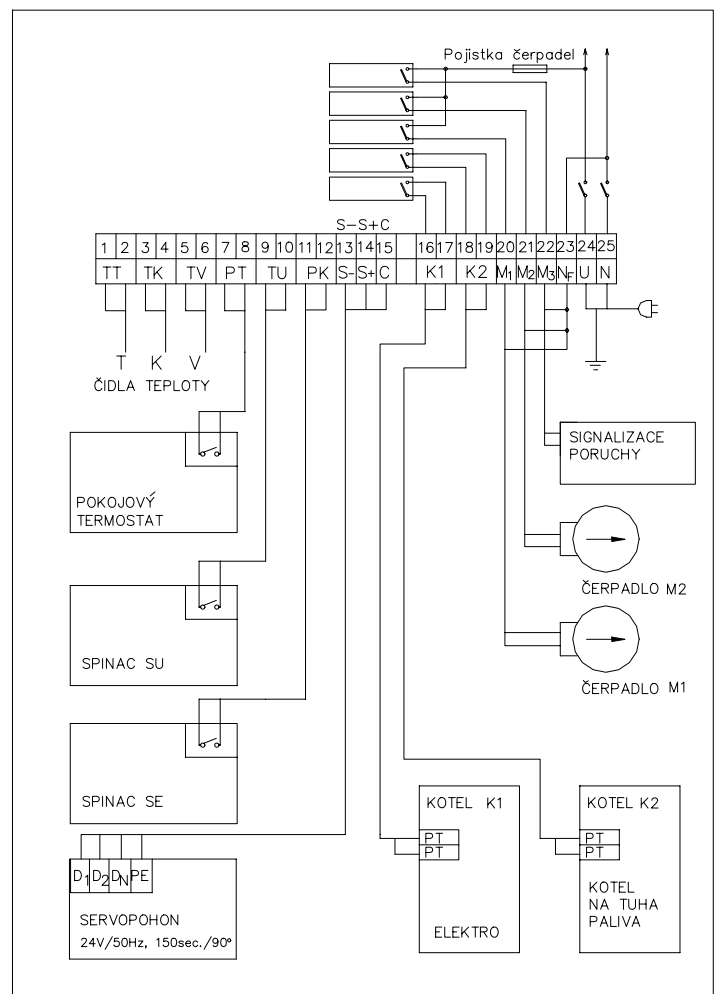 Pojistka čerpadel
S-S+C
1 2 3 4 5 6 7 8 9 10 11 12 13 14 15 16 17 18 19 20 21 22 23 24 25
TT TK TV PT TU PK S- S+ C K1 K2 M1 M2 M3 NF U N
T K V
ČIDLA TEPLOTY
SIGNALIZACE
PORUCHY
POKOJOVÝ
TERMOSTAT
ČERPADLO M2
SPINAC SU
ČERPADLO M1
SPINAC SE
KOTEL K1
PT
PT
ELEKTRO
KOTEL K2
PT
PT
KOTEL
NA TUHA
PALIVA
D1 D2 DN PE
SERVOPOHON
24V/50Hz, 150sec./90°